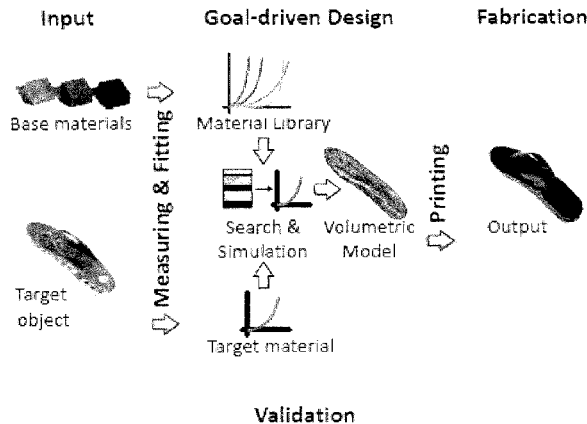 Input
Goal-driven Design
Fabrication
Base materials
Measuring & Fitting
Material Library
Search &
Simulation
Volumetric
Model
Printing
Output
Target
object
Target material
Validation